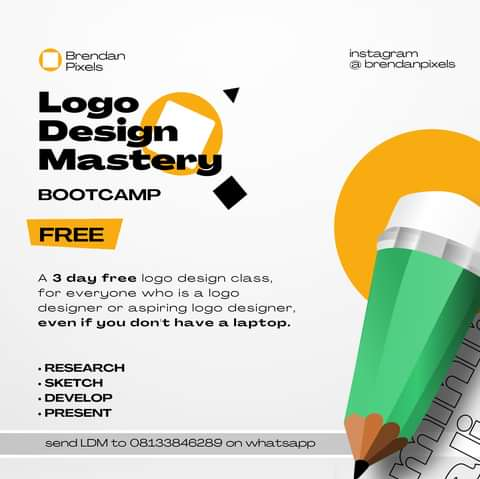 Brendan
Pixels
instagram
@ brendanpixels
Logo
Design
Mastery
BOOTCAMP
FREE
A 3 day free logo design class,
for everyone who is a logo
designer or aspiring logo designer,
even if you don't have a laptop.
• RESEARCH
• SKETCH
• DEVELOP
• PRESENT
send LDM to 08133846289 on whatsapp